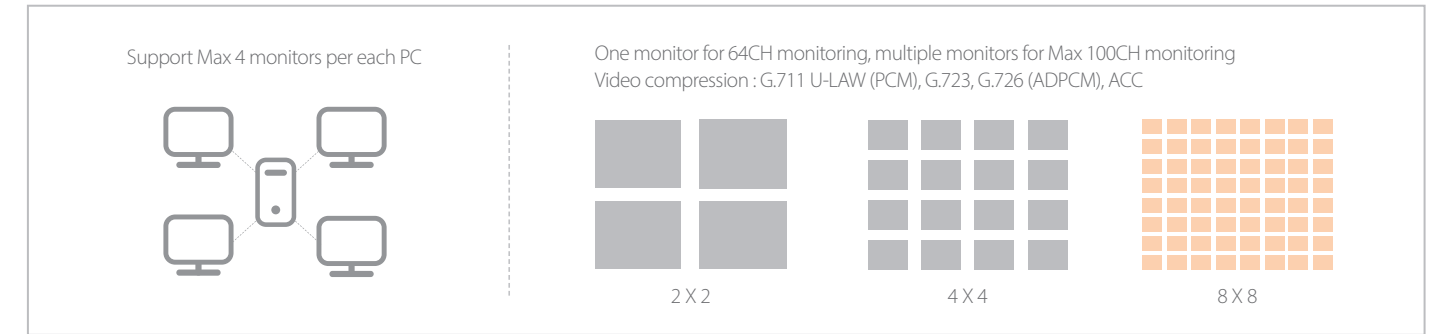 Support Max 4 monitors per each PC
One monitor for 64CH monitoring, multiple monitors for Max 100CH monitoring
Video compression : G.711 U-LAW (PCM), G.723, G.726 (ADPCM), ACC
2 X 2
4 X 4
8 X 8